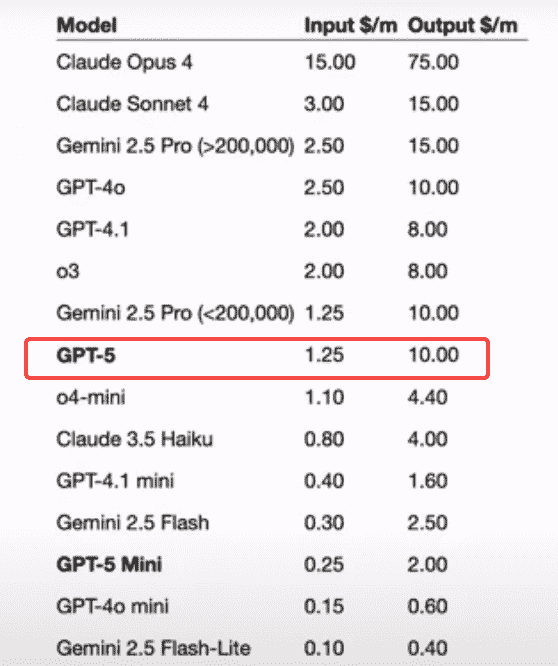 Model Input $/m Output $/m
Claude Opus 4 15.00 75.00
Claude Sonnet 4 3.00 15.00
Gemini 2.5 Pro (>200,000) 2.50 15.00
GPT-4o 2.50 10.00
GPT-4.1 2.00 8.00
o3 2.00 8.00
Gemini 2.5 Pro (<200,000) 1.25 10.00
GPT-5 1.25 10.00
o4-mini 1.10 4.40
Claude 3.5 Haiku 0.80 4.00
GPT-4.1 mini 0.40 1.60
Gemini 2.5 Flash 0.30 2.50
GPT-5 Mini 0.25 2.00
GPT-4o mini 0.15 0.60
Gemini 2.5 Flash-Lite 0.10 0.40